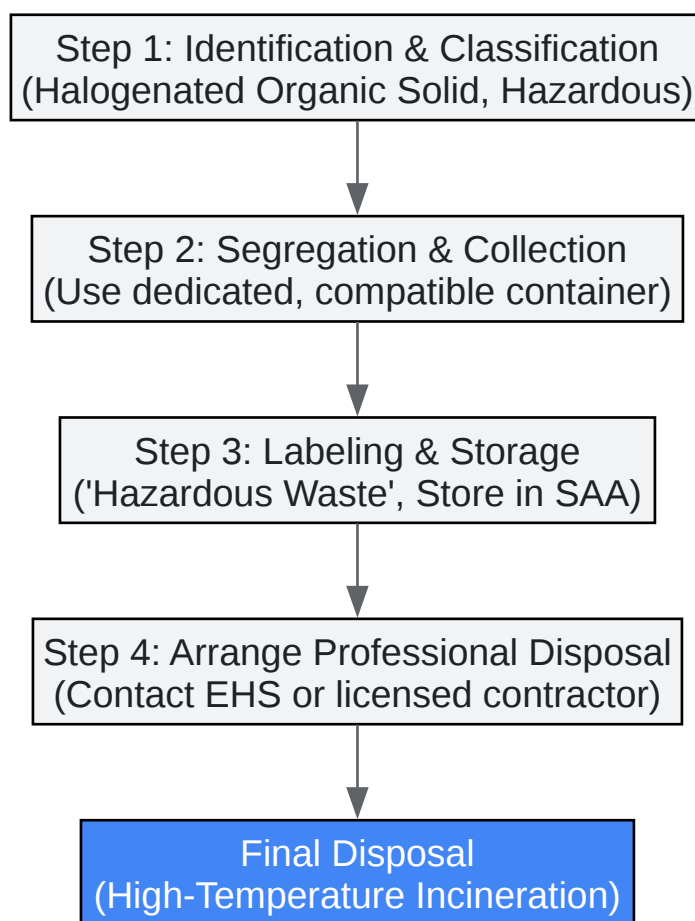 Step 1: Identification & Classification
(Halogenated Organic Solid, Hazardous)
Step 2: Segregation & Collection
(Use dedicated, compatible container)
Step 3: Labeling & Storage
('Hazardous Waste', Store in SAA)
Step 4: Arrange Professional Disposal
(Contact EHS or licensed contractor)
Final Disposal
(High-Temperature Incineration)